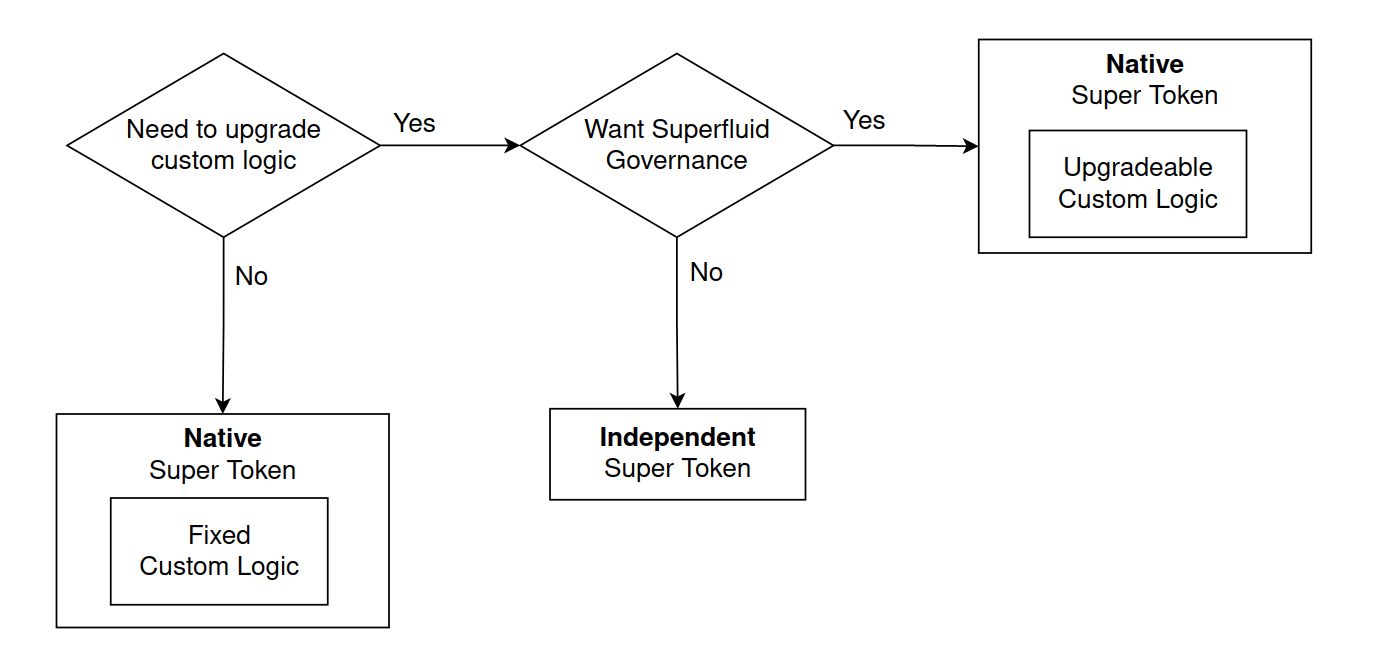 Need to upgrade
custom logic
Yes
Want Superfluid
Governance
Yes
Native
Super Token
Upgradeable
Custom Logic
No
No
Native
Super Token
Fixed
Custom Logic
Independent
Super Token